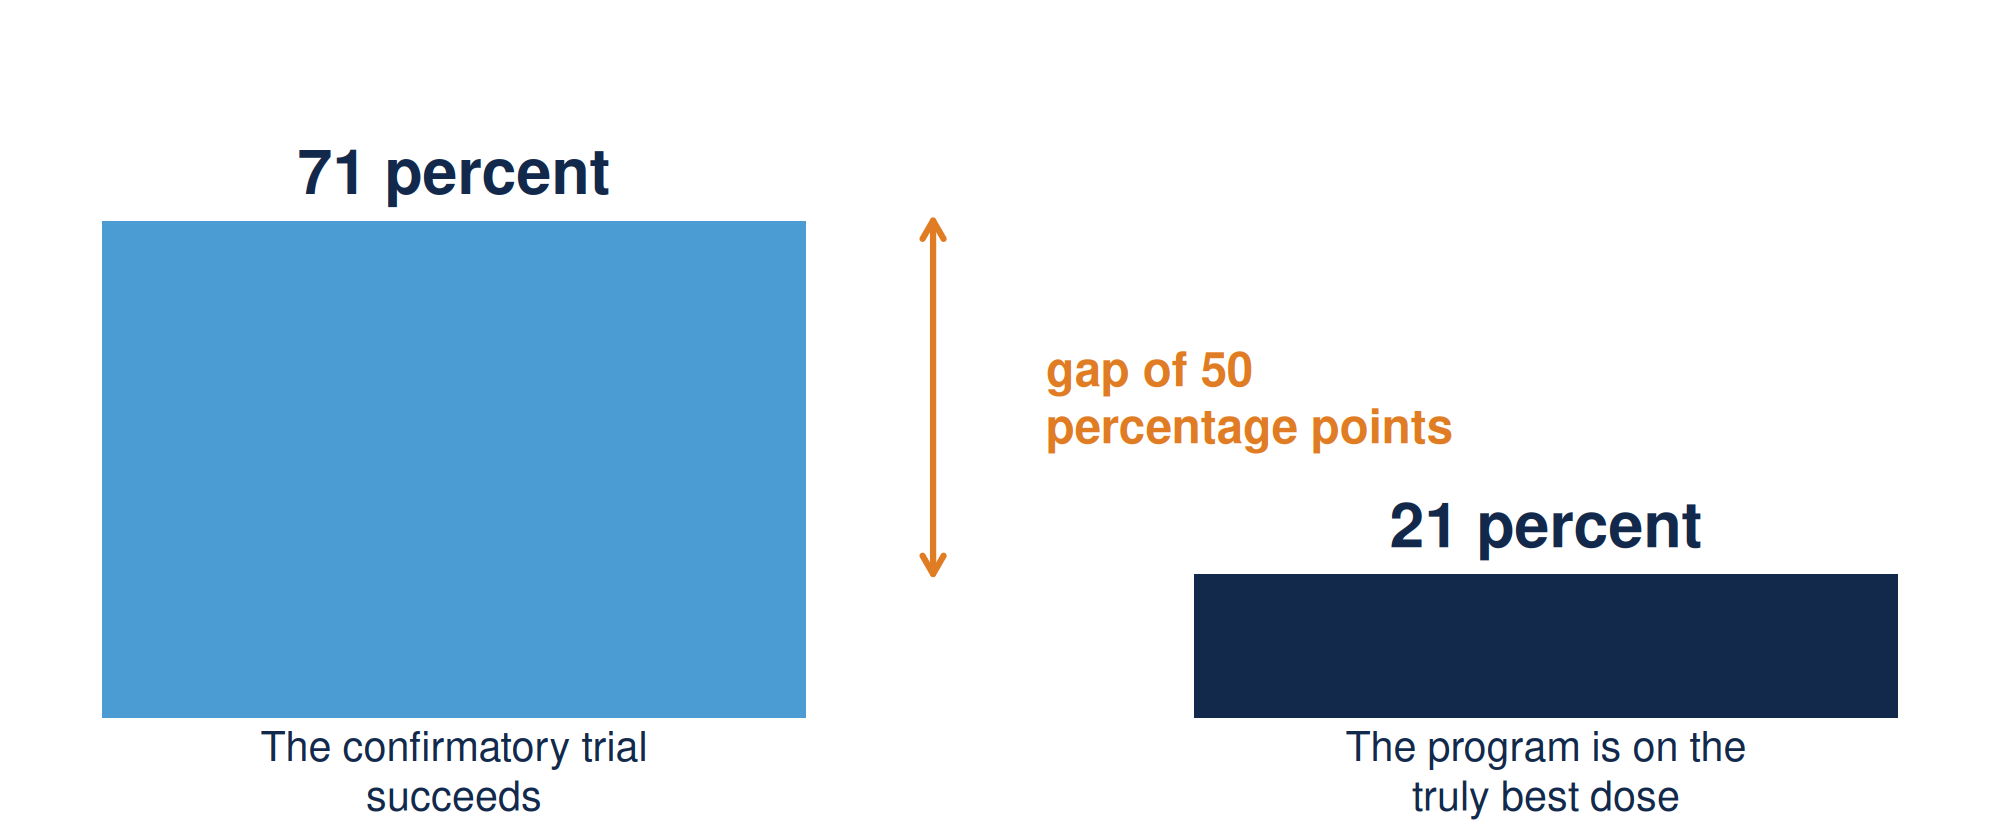 71 percent
gap of 50
percentage points
21 percent
The confirmatory trial
succeeds
The program is on the
truly best dose